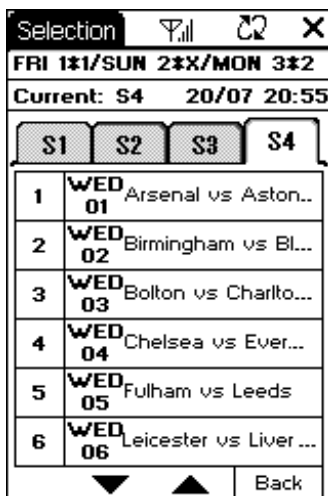 Selection
FRI 1*1/SUN 2*X/MON 3*2
Current: S4 20/07 20:55
S1 S2 S3 S4
1 WED 01 Arsenal vs Aston...
2 WED 02 Birmingham vs Bl...
3 WED 03 Bolton vs Charlto...
4 WED 04 Chelsea vs Ever...
5 WED 05 Fulham vs Leeds
6 WED 06 Leicester vs Liver ...
Back